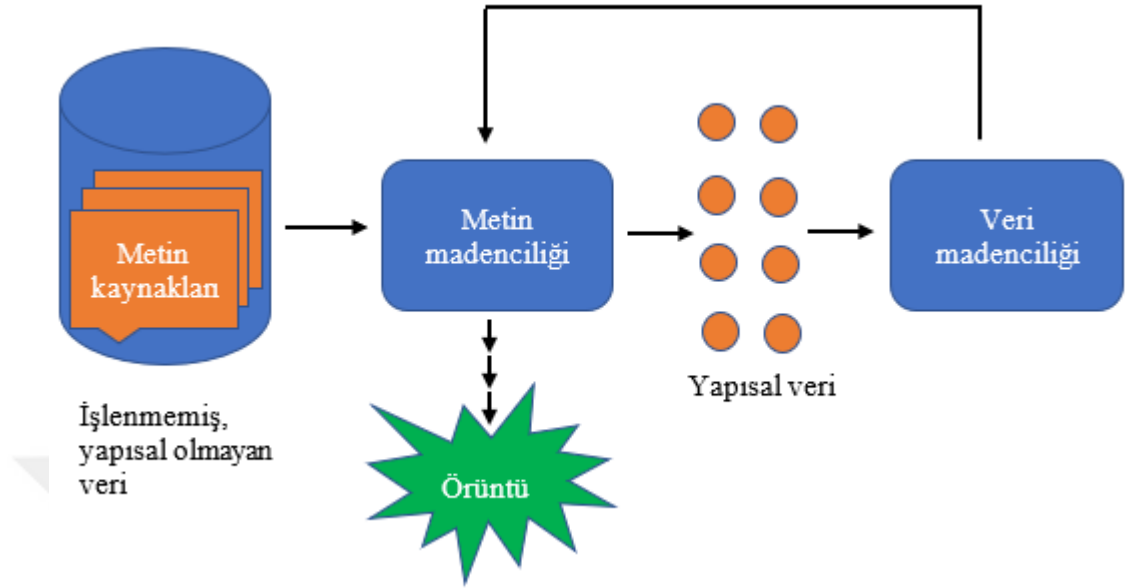 Metin
kaynakları
İşlenmemiş,
yapısal olmayan
veri
Metin
madenciliği
Örüntü
Yapısal veri
Veri
madenciliği